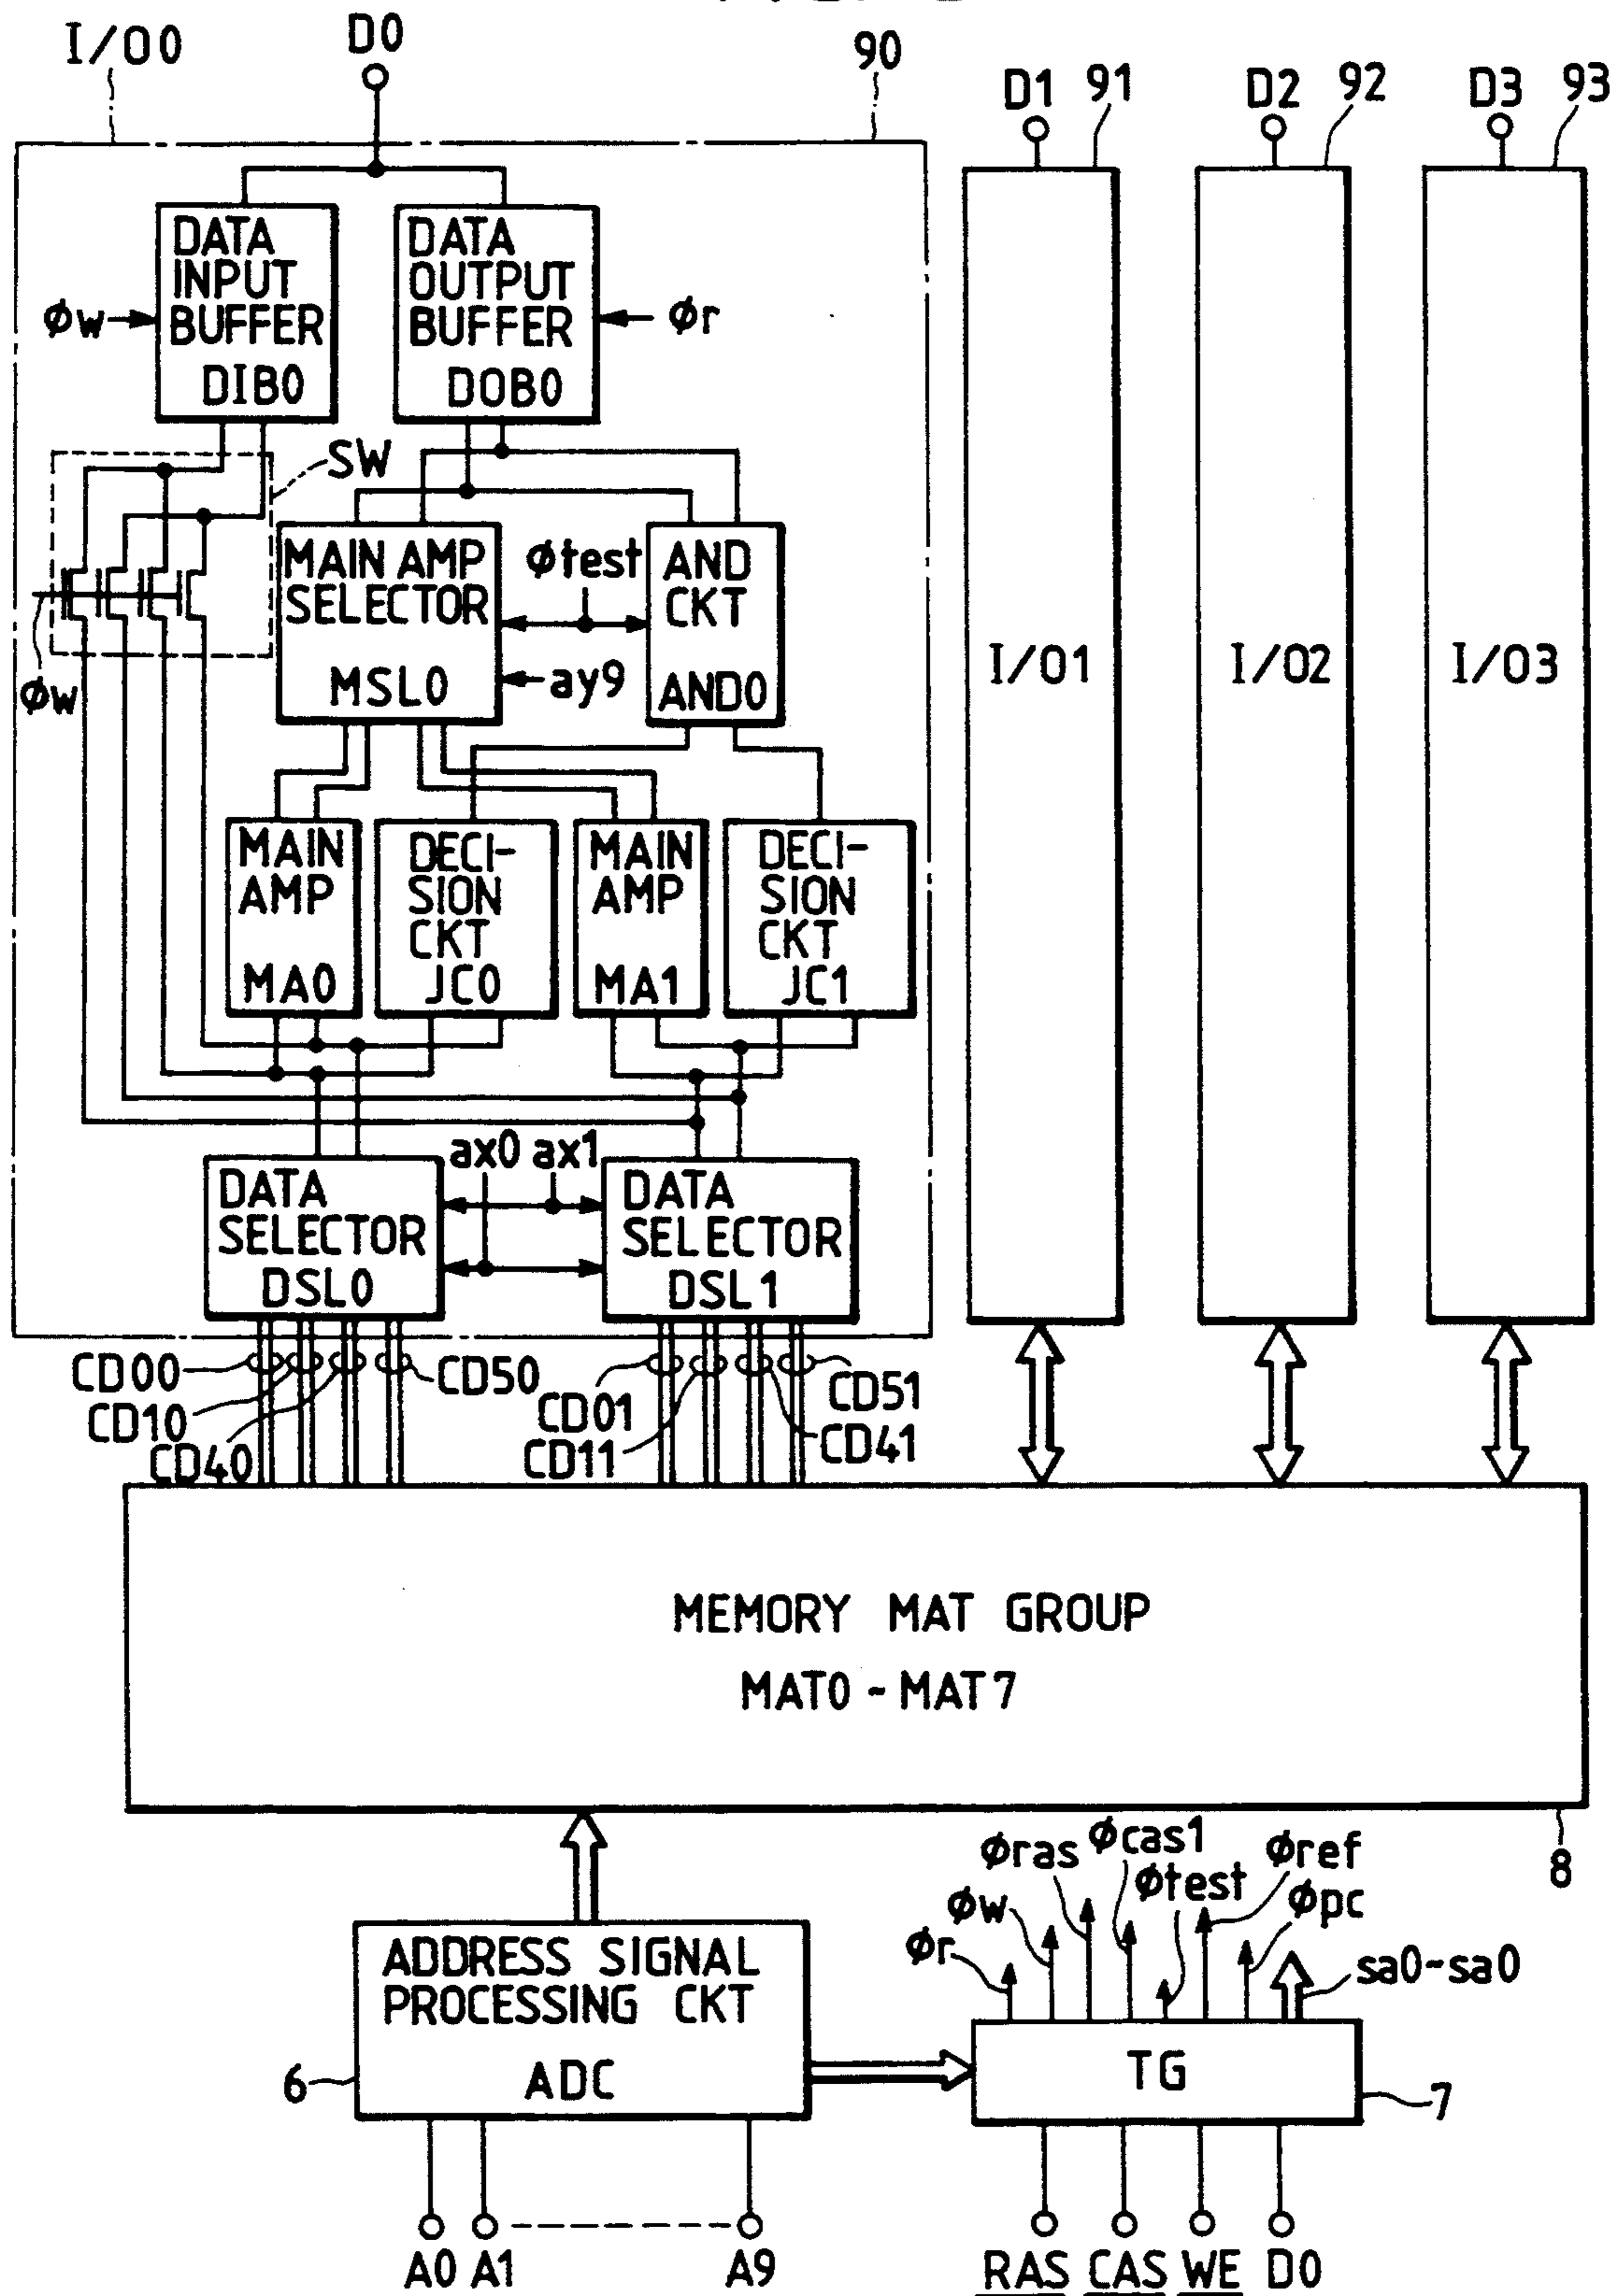 I/O0
D0
90
D1
91
D2
92
D3
93
DATA
INPUT
BUFFER
DIB0
DATA
OUTPUT
BUFFER
DOB0
φw
φr
SW
φw
MAIN AMP
SELECTOR
MSL0
φtest
ay9
AND
CKT
AND0
I/O1
I/O2
I/O3
MAIN
AMP
MA0
DECI-
SION
CKT
JC0
MAIN
AMP
MA1
DECI-
SION
CKT
JC1
ax0
ax1
DATA
SELECTOR
DSL0
DATA
SELECTOR
DSL1
CD00
CD10
CD40
CD50
CD01
CD11
CD51
CD41
MEMORY MAT GROUP
MAT0 ~ MAT7
8
φr
φw
φras
φcas1
φtest
φref
φpc
sa0~sa0
ADDRESS SIGNAL
PROCESSING CKT
ADC
6
TG
7
A0
A1
A9
RAS
CAS
WE
D0